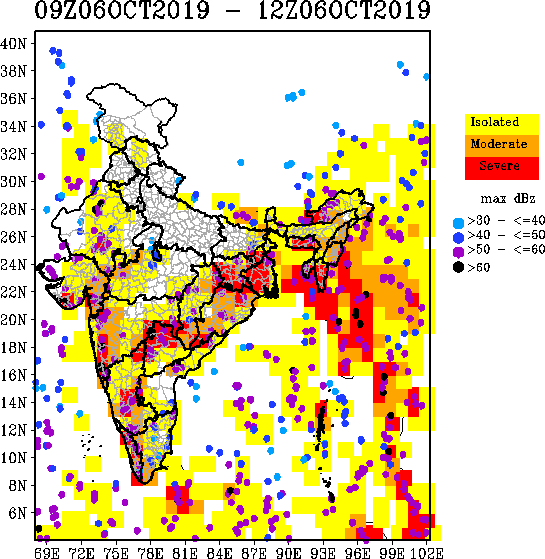 09Z06OCT2019 - 12Z06OCT2019
40N
38N
36N
34N
32N
30N
28N
26N
24N
22N
20N
18N
16N
14N
12N
10N
8N
6N
69E 72E 75E 78E 81E 84E 87E 90E 93E 96E 99E 102E
Isolated
Moderate
Severe
max dBz
>30 - <=40
>40 - <=50
>50 - <=60
>60